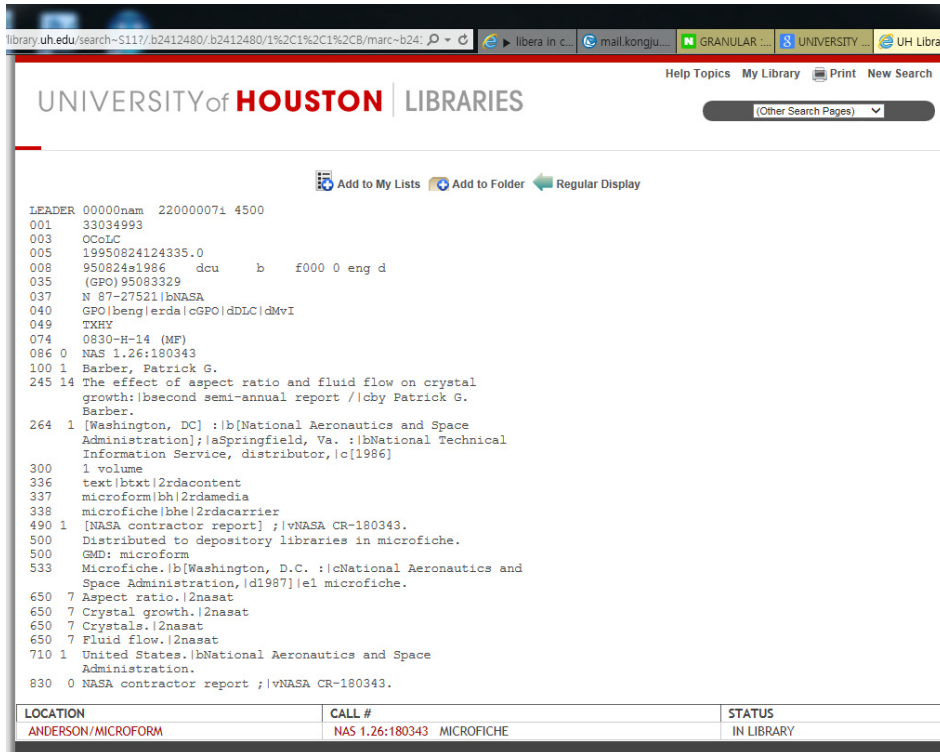 library.uh.edu/search~S11?/.b2412480/.b2412480/1%2C1%2C1%2CB/marc~b24: libera in c... mail.kongju.... GRANULAR :... UNIVERSITY ... UH Libra
Help Topics My Library Print New Search
UNIVERSITY of HOUSTON LIBRARIES
(Other Search Pages)
Add to My Lists Add to Folder Regular Display
LEADER 00000nam 22000007i 4500
001 33034993
003 OCoLC
005 19950824124335.0
008 950824s1986 dcu b f000 0 eng d
035 (GPO)95083329
037 N 87-27521|bNASA
040 GPO|beng|erda|cGPO|dDLC|dMvI
049 TXHY
074 0830-H-14 (MF)
086 0 NAS 1.26:180343
100 1 Barber, Patrick G.
245 14 The effect of aspect ratio and fluid flow on crystal
growth:|bsecond semi-annual report /|cby Patrick G.
Barber.
264 1 [Washington, DC] :|b[National Aeronautics and Space
Administration];|aSpringfield, Va. :|bNational Technical
Information Service, distributor,|c[1986]
300 1 volume
336 text|btxt|2rdacontent
337 microform|bh|2rdamedia
338 microfiche|bhe|2rdacarrier
490 1 [NASA contractor report] ;|vNASA CR-180343.
500 Distributed to depository libraries in microfiche.
500 GMD: microform
533 Microfiche.|b[Washington, D.C. :|cNational Aeronautics and
Space Administration,|d1987]|e1 microfiche.
650 7 Aspect ratio.|2nasat
650 7 Crystal growth.|2nasat
650 7 Crystals.|2nasat
650 7 Fluid flow.|2nasat
710 1 United States.|bNational Aeronautics and Space
Administration.
830 0 NASA contractor report ;|vNASA CR-180343.
LOCATION CALL # STATUS
ANDERSON/MICROFORM NAS 1.26:180343 MICROFICHE IN LIBRARY